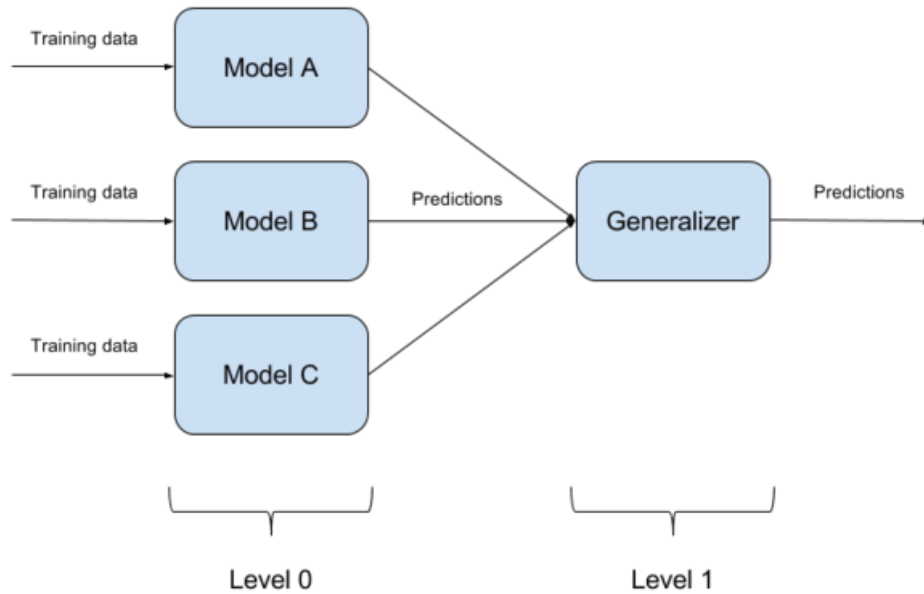 Training data
Model A
Training data
Model B
Predictions
Generalizer
Predictions
Training data
Model C
Level 0
Level 1